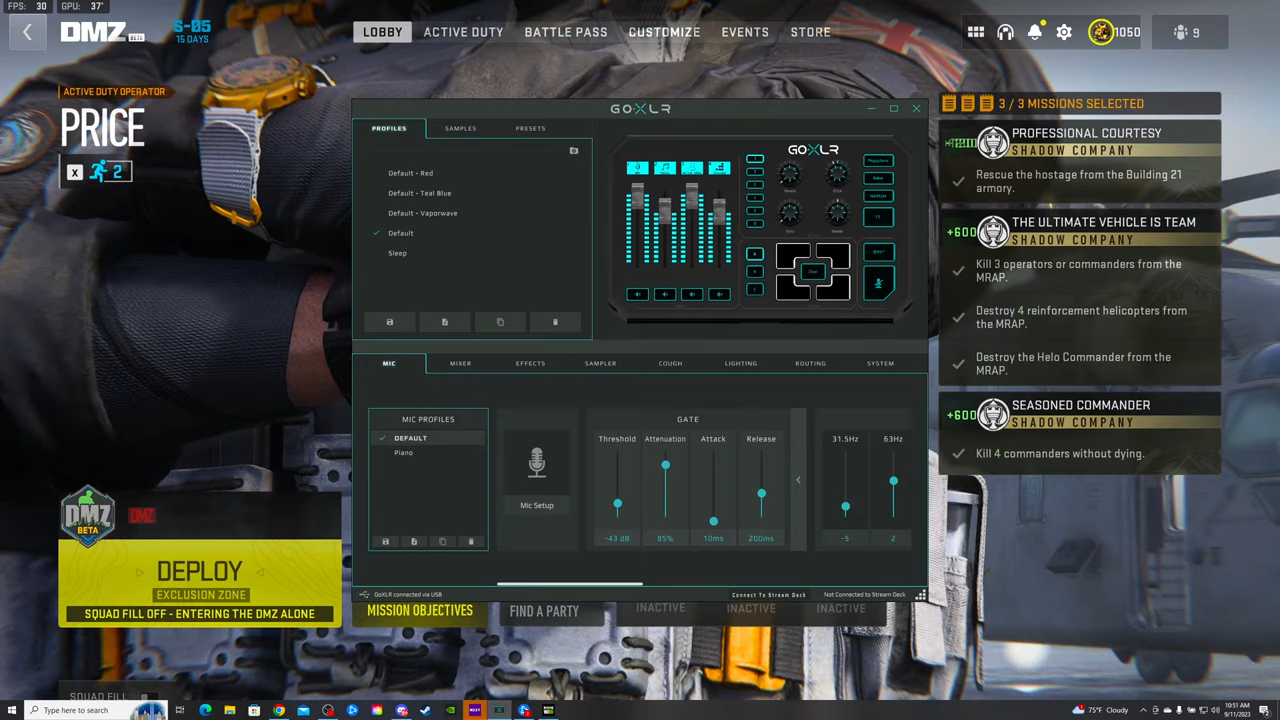 FPS: 30 GPU: 37°
DMZ BETA
S-05
15 DAYS
LOBBY
ACTIVE DUTY
BATTLE PASS
CUSTOMIZE
EVENTS
STORE
1050
9
ACTIVE DUTY OPERATOR
PRICE
X 2
GOXLR
PROFILES
SAMPLES
PRESETS
Default - Red
Default - Teal Blue
Default - Vaporwave
Default
Sleep
GOXLR
Megaphone
Robot
A
B
C
MIC
MIXER
EFFECTS
SAMPLER
COUGH
LIGHTING
ROUTING
SYSTEM
MIC PROFILES
DEFAULT
Piano
Mic Setup
GATE
Threshold
Attenuation
Attack
Release
-43 dB
85%
10ms
200ms
31.5Hz
63Hz
-5
2
GoXLR connected via USB
Connect To Stream Deck
Not Connected to Stream Deck
3 / 3 MISSIONS SELECTED
PROFESSIONAL COURTESY
SHADOW COMPANY
Rescue the hostage from the Building 21
armory.
+600
THE ULTIMATE VEHICLE IS TEAM
SHADOW COMPANY
Kill 3 operators or commanders from the
MRAP.
Destroy 4 reinforcement helicopters from
the MRAP.
Destroy the Helo Commander from the
MRAP.
+600
SEASONED COMMANDER
SHADOW COMPANY
Kill 4 commanders without dying.
DMZ
BETA
DMZ
DEPLOY
EXCLUSION ZONE
SQUAD FILL OFF - ENTERING THE DMZ ALONE
MISSION OBJECTIVES
FIND A PARTY
INACTIVE
INACTIVE
INACTIVE
SQUAD FILL
Type here to search
75°F Cloudy
10:51 AM
9/11/2023